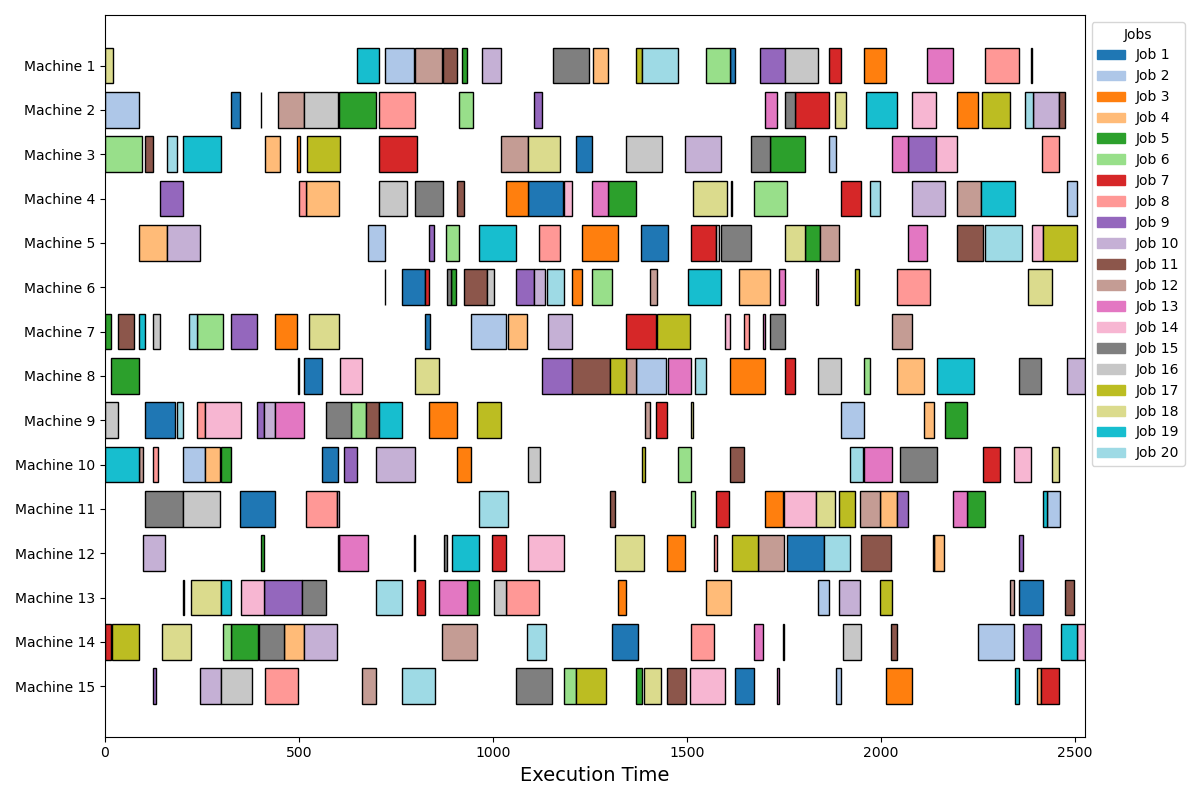 Machine 1
Machine 2
Machine 3
Machine 4
Machine 5
Machine 6
Machine 7
Machine 8
Machine 9
Machine 10
Machine 11
Machine 12
Machine 13
Machine 14
Machine 15
0 500 1000 1500 2000 2500
Execution Time
Jobs
Job 1
Job 2
Job 3
Job 4
Job 5
Job 6
Job 7
Job 8
Job 9
Job 10
Job 11
Job 12
Job 13
Job 14
Job 15
Job 16
Job 17
Job 18
Job 19
Job 20